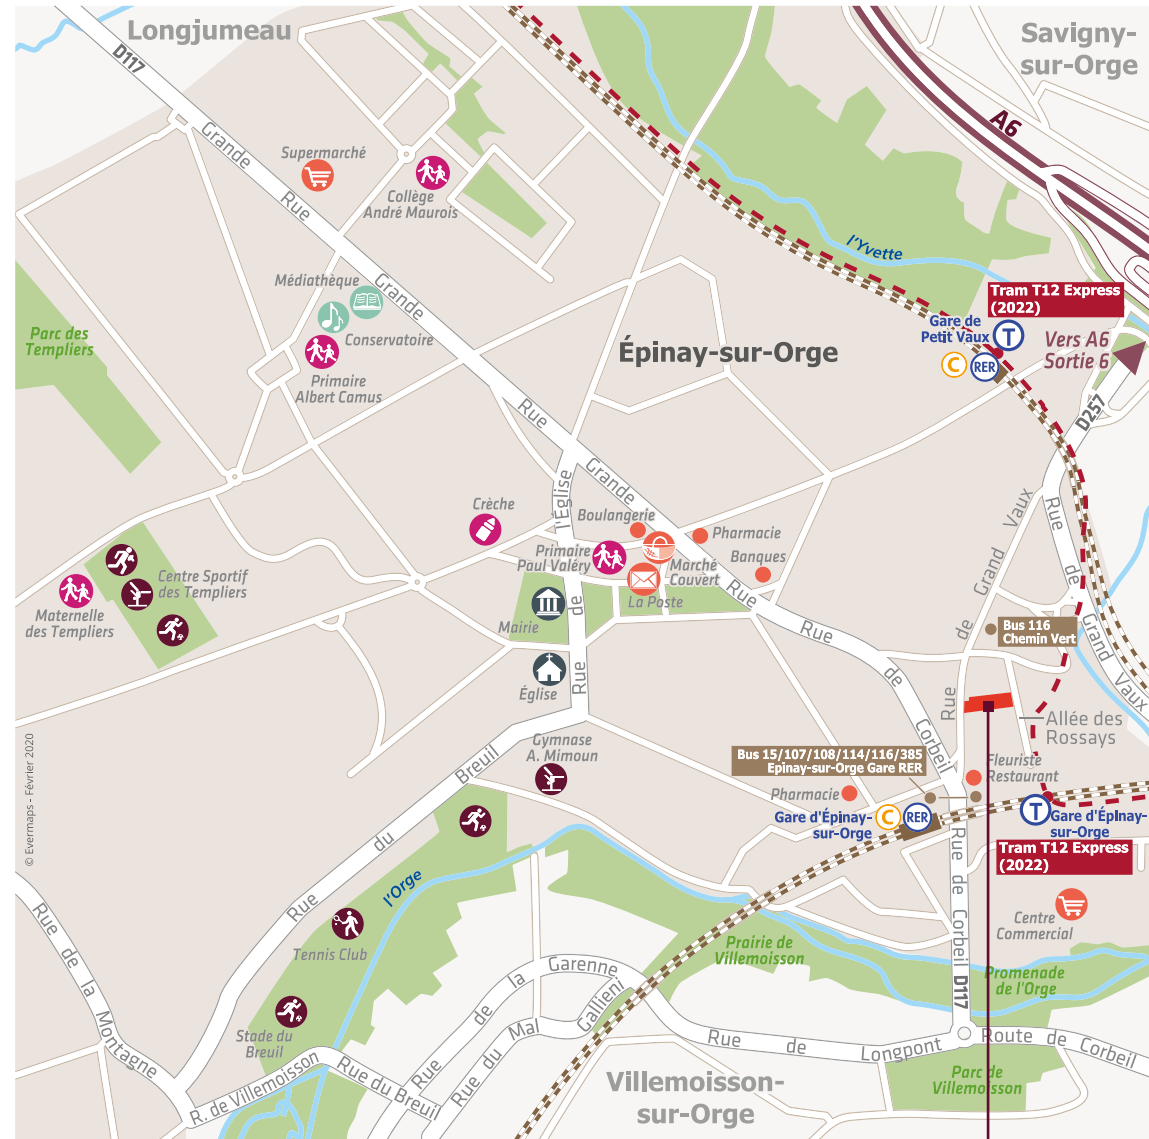 Longjumeau
Savigny-
sur-Orge
D117
A6
Grande
Rue
Supermarché
Collège
André Maurois
l'Yvette
Médiathèque
Conservatoire
Primaire
Albert Camus
Grande
Rue
Parc des
Templiers
Épinay-sur-Orge
Tram T12 Express
(2022)
Gare de
Petit Vaux
T
C
RER
Vers A6
Sortie 6
D257
Grande
Rue
Crèche
Rue de l'Église
Boulangerie
Pharmacie
Primaire
Paul Valéry
Marché
Couvert
Banques
La Poste
Mairie
Église
Centre Sportif
des Templiers
Maternelle
des Templiers
Rue de Grand Vaux
Rue de Grand Vaux
Bus 116
Chemin Vert
Rue de Corbeil
Allée des
Rossays
Fleuriste
Restaurant
Bus 15/107/108/114/116/385
Epinay-sur-Orge Gare RER
Pharmacie
Gare d'Épinay-
sur-Orge
C
RER
T
Gare d'Épinay-
sur-Orge
Tram T12 Express
(2022)
Gymnase
A. Mimoun
Rue du Breuil
l'Orge
Tennis Club
Stade du
Breuil
© Evermaps - Février 2020
Rue de la Montagne
R. de Villemoisson
Rue du Breuil
Rue de la Garenne
Rue du Mal Gallieni
Prairie de
Villemoisson
Centre
Commercial
Promenade
de l'Orge
Rue de Corbeil D117
Rue de Longpont
Route de Corbeil
Parc de
Villemoisson
Villemoisson-
sur-Orge